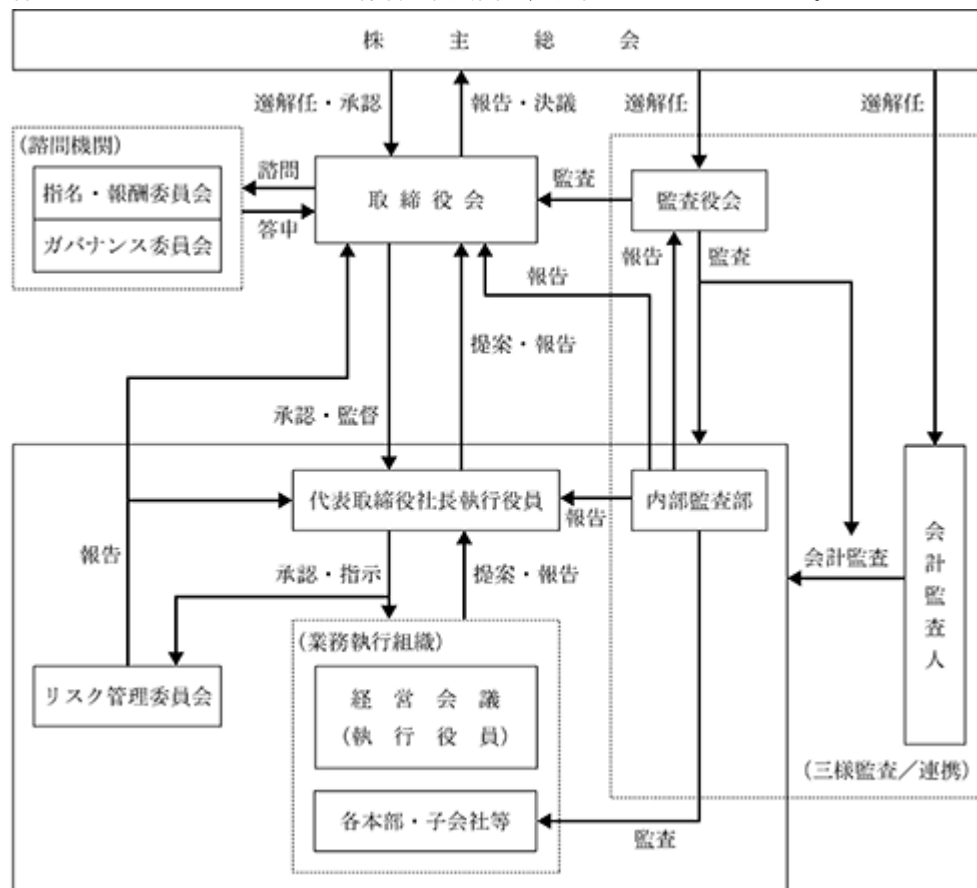 株主総会
選解任・承認
報告・決議
選解任
選解任
(諮問機関)
指名・報酬委員会
ガバナンス委員会
諮問
答申
取締役会
監査
監査役会
報告
報告
監査
提案・報告
承認・監督
代表取締役社長執行役員
報告
内部監査部
報告
承認・指示
提案・報告
会計監査
会計監査人
リスク管理委員会
(業務執行組織)
経営会議
(執行役員)
各本部・子会社等
監査
(三様監査/連携)